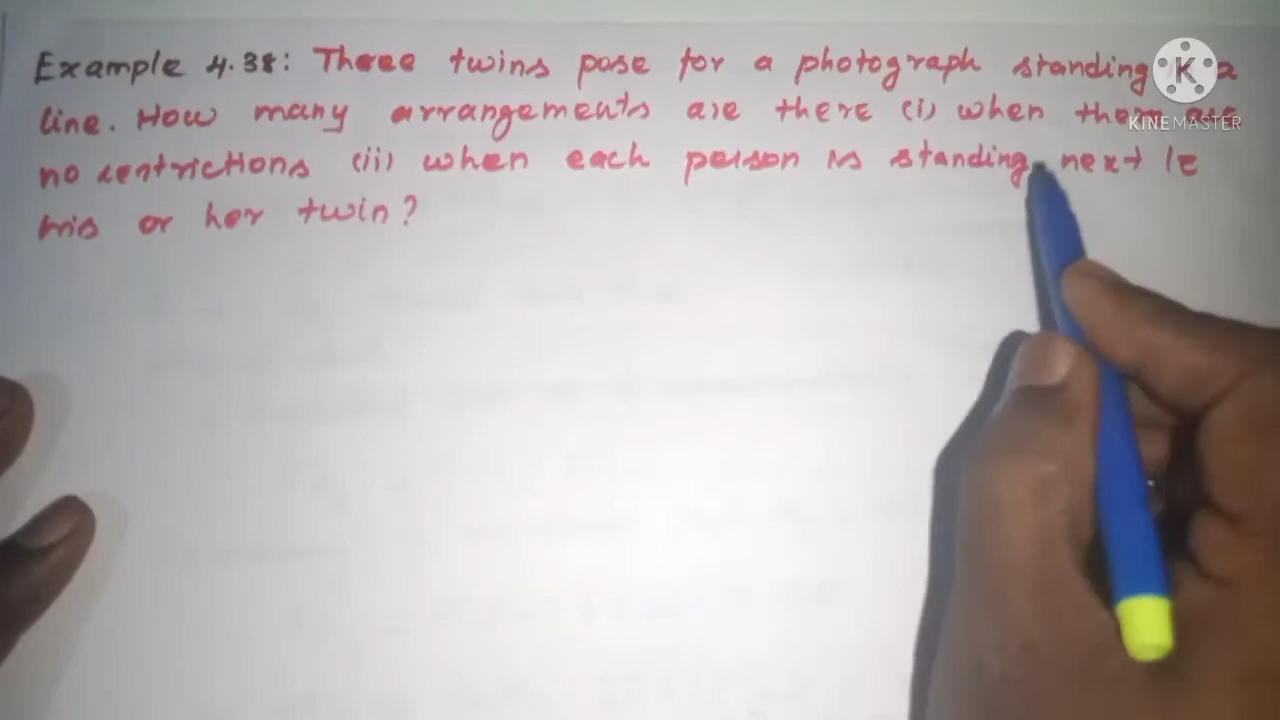 Example 4.38: Three twins pose for a photograph standing a
line. How many arrangements are there (i) when there are
no restrictions (ii) when each person is standing next to
his or her twin?
K
KINEMASTER